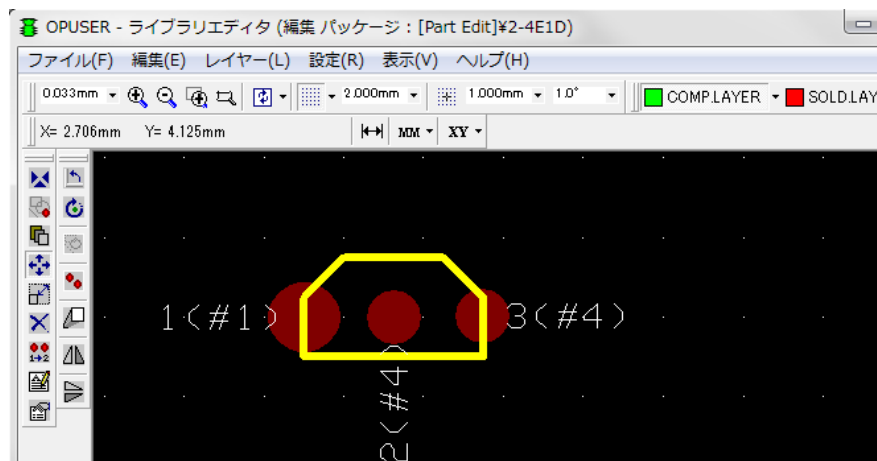 OPUSER - ライブラリエディタ (編集 パッケージ : [Part Edit]¥2-4E1D)
ファイル(F) 編集(E) レイヤー(L) 設定(R) 表示(V) ヘルプ(H)
0.033mm 2.000mm 1.000mm 1.0° COMP.LAYER SOLD.LAY
X= 2.706mm Y= 4.125mm MM XY
1(#1) 3(#4)
2(#4)
1→2